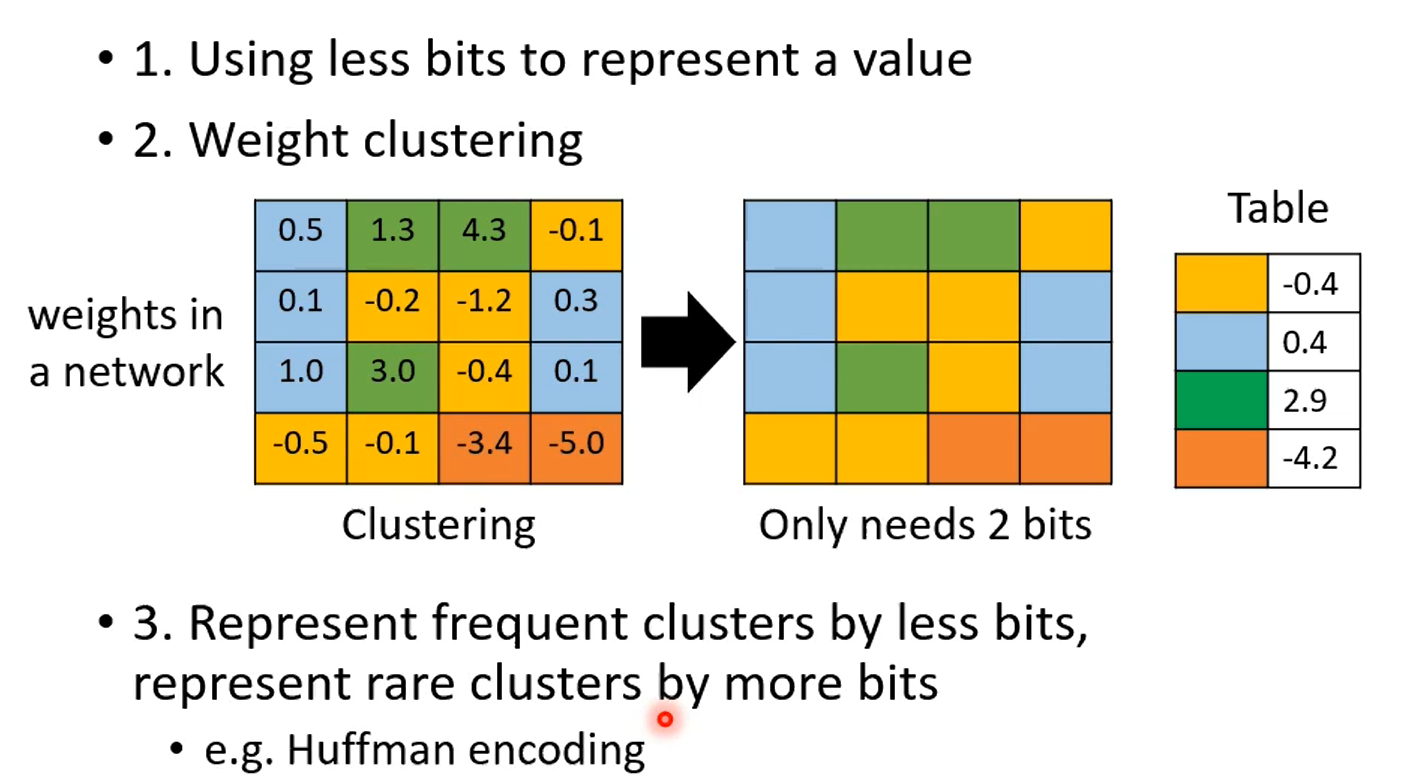 • 1. Using less bits to represent a value
• 2. Weight clustering
weights in
a network
0.5 1.3 4.3 -0.1
0.1 -0.2 -1.2 0.3
1.0 3.0 -0.4 0.1
-0.5 -0.1 -3.4 -5.0
Clustering
Only needs 2 bits
Table
-0.4
0.4
2.9
-4.2
• 3. Represent frequent clusters by less bits,
represent rare clusters by more bits
• e.g. Huffman encoding